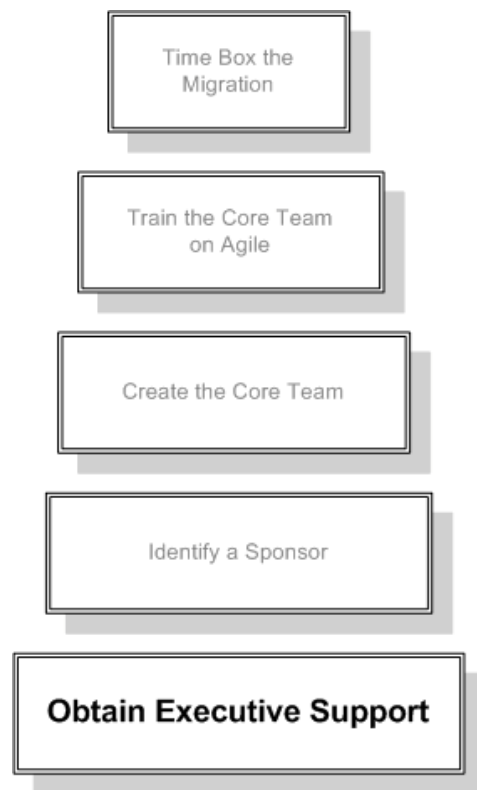 Time Box the
Migration
Train the Core Team
on Agile
Create the Core Team
Identify a Sponsor
Obtain Executive Support